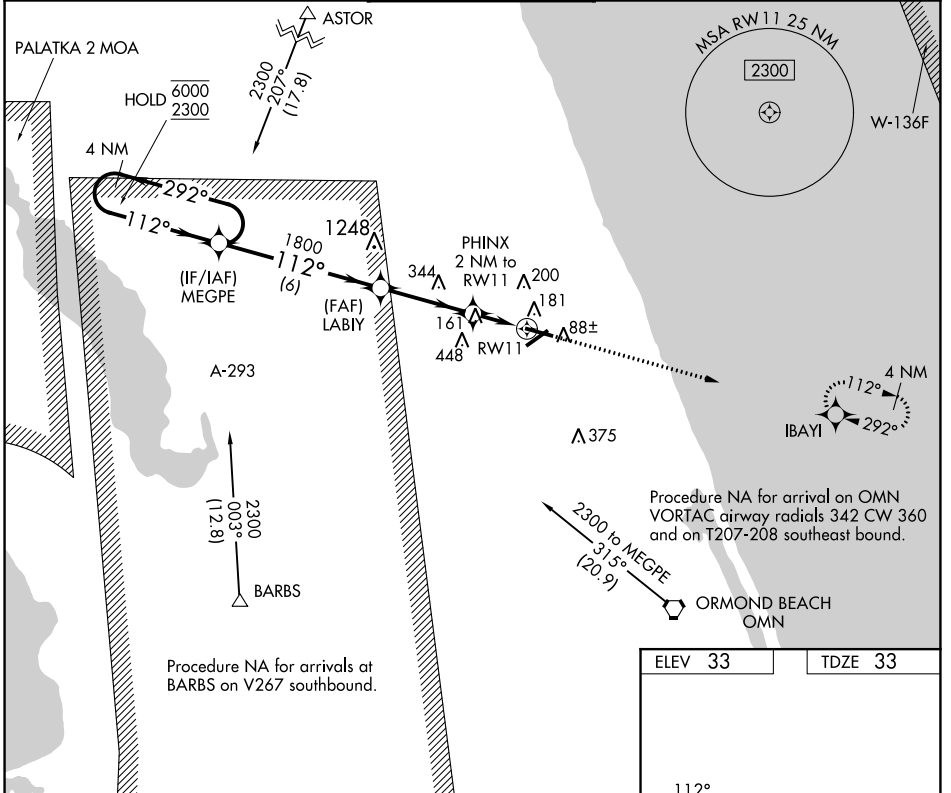 ASTOR
PALATKA 2 MOA
MSA RW11 25 NM
2300
W-136F
HOLD 6000
2300
2300
207°
(17.8)
4 NM
292°
112°
(IF/IAF)
MEGPE
1800
112°
(6)
1248
(FAF)
LABIY
344
PHINX
2 NM to
RW11
200
181
161
448
RW11
88±
A-293
4 NM
112°
292°
IBAYI
375
2300
003°
(12.8)
BARBS
Procedure NA for arrival on OMN
VORTAC airway radials 342 CW 360
and on T207-208 southeast bound.
2300 to MEGPE
315°
(20.9)
ORMOND BEACH
OMN
Procedure NA for arrivals at
BARBS on V267 southbound.
ELEV 33
TDZE 33
112°